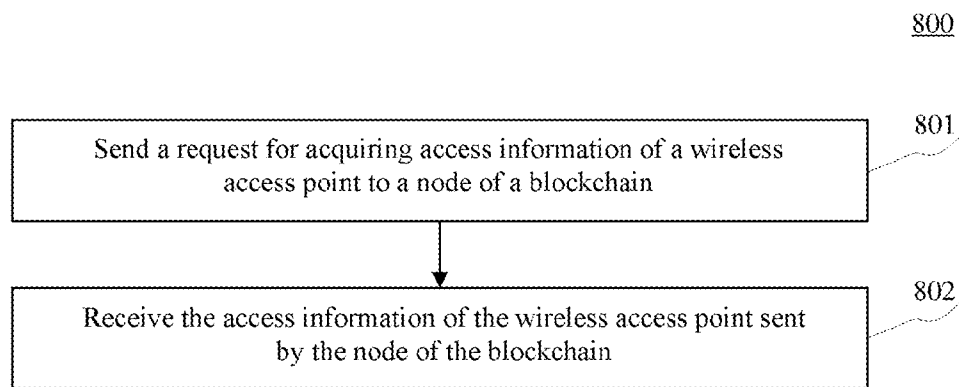 800
801
Send a request for acquiring access information of a wireless
access point to a node of a blockchain
802
Receive the access information of the wireless access point sent
by the node of the blockchain